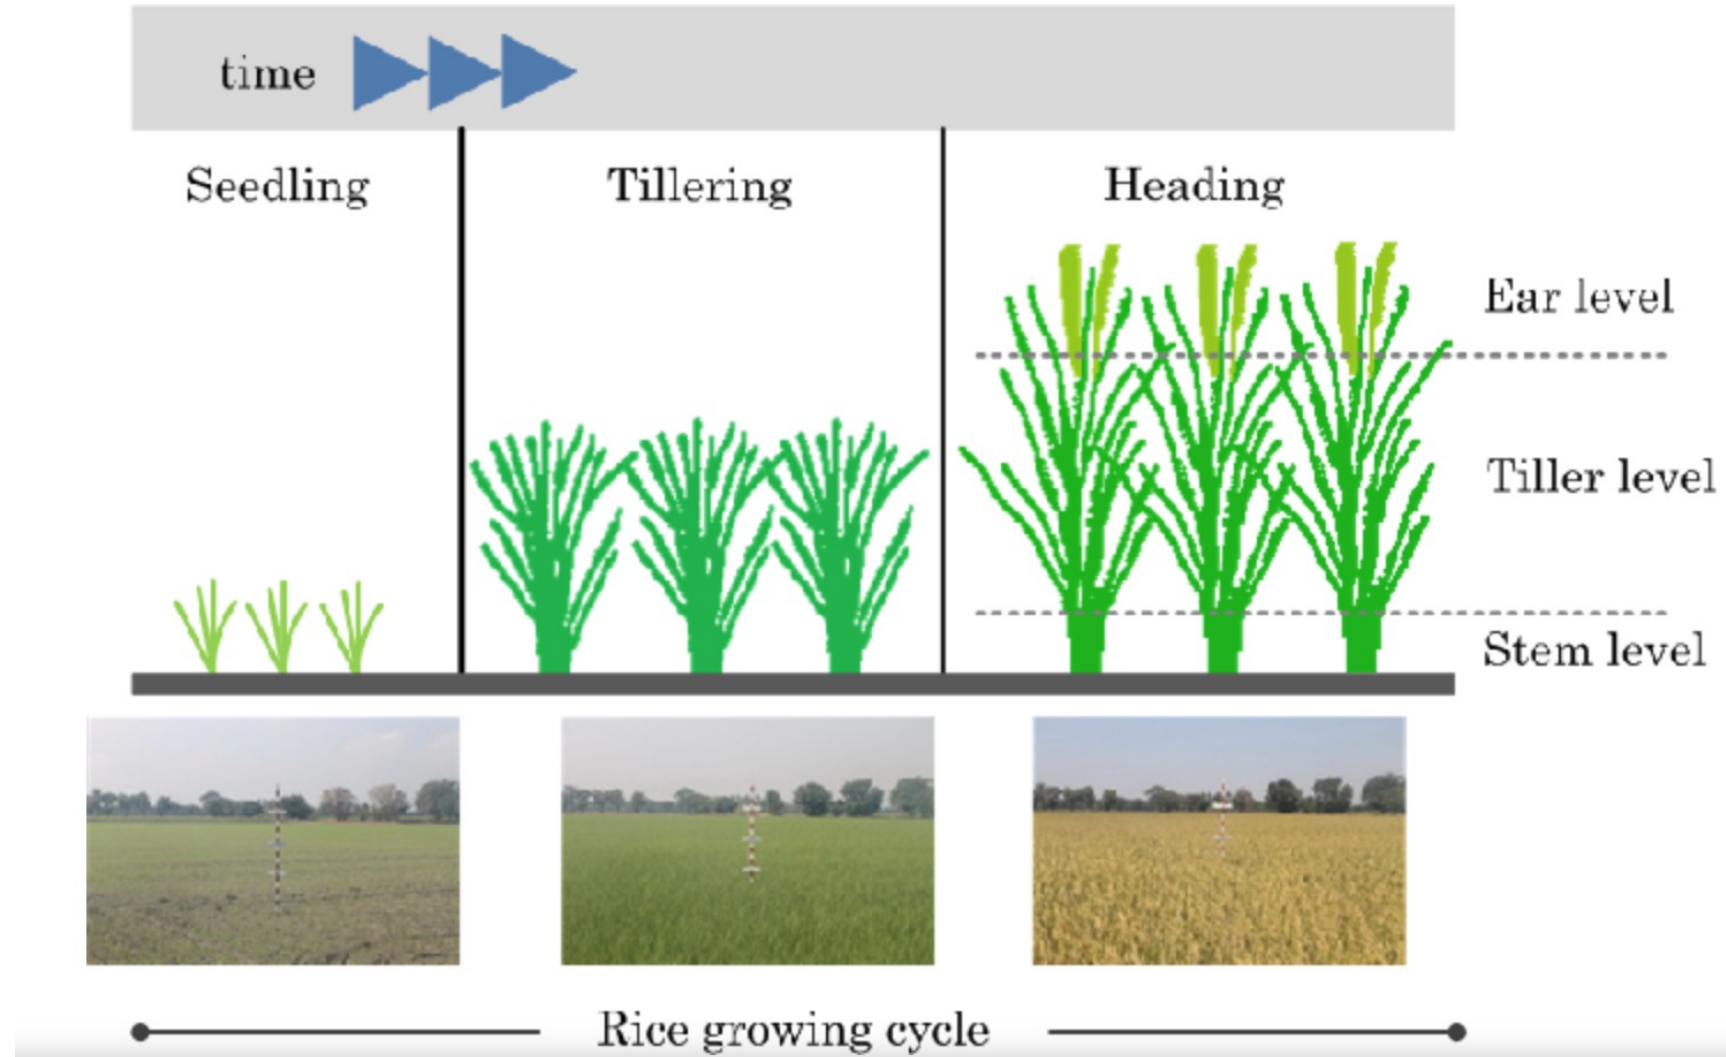 time
Seedling
Tillering
Heading
Ear level
Tiller level
Stem level
Rice growing cycle